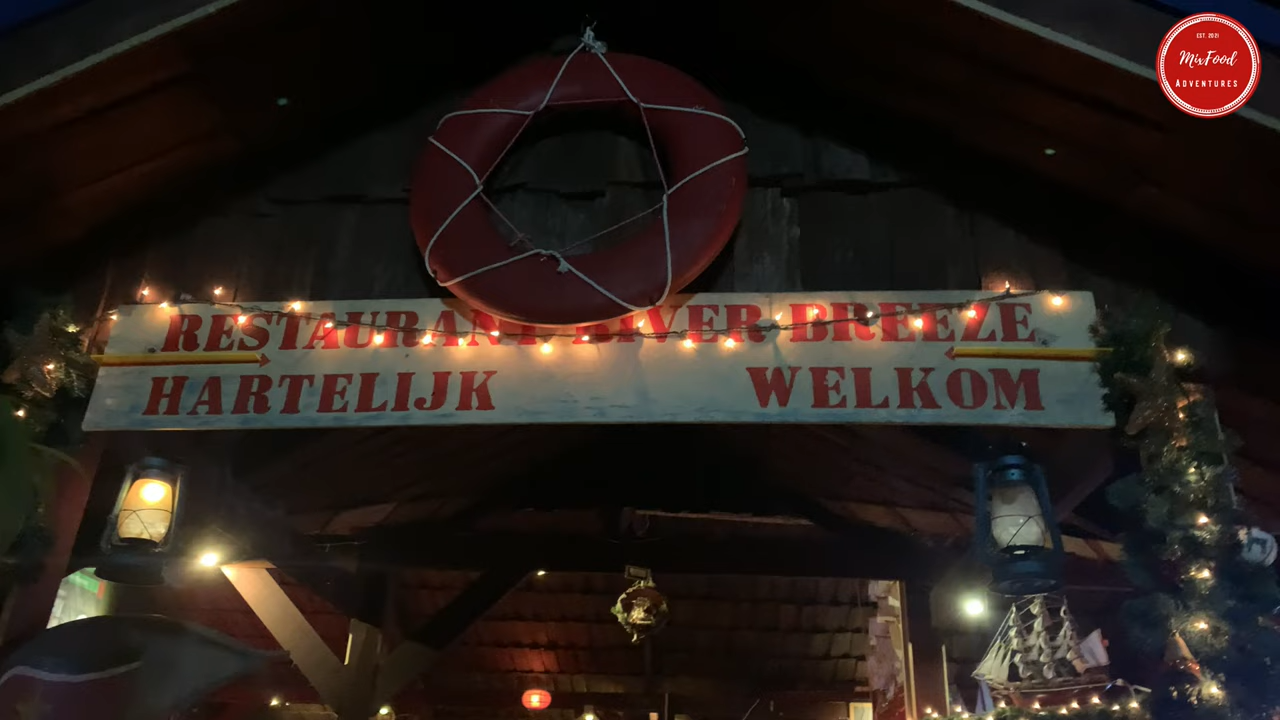 EST. 2021
MixFood
ADVENTURES
RESTAURANT RIVER BREEZE
HARTELIJK WELKOM